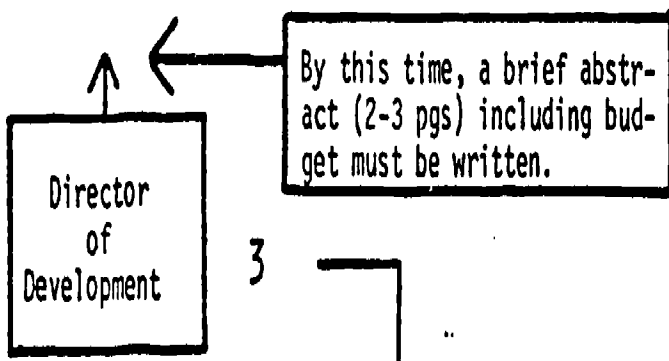 By this time, a brief abstr-
act (2-3 pgs) including bud-
get must be written.
Director
of
Development
3